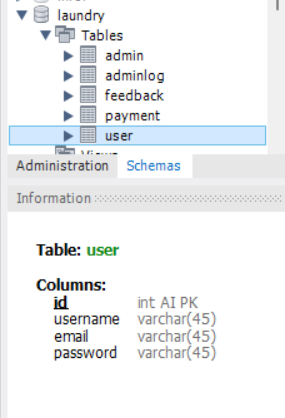 laundry
Tables
admin
adminlog
feedback
payment
user
Views
Administration Schemas
Information
Table: user
Columns:
id int AI PK
username varchar(45)
email varchar(45)
password varchar(45)